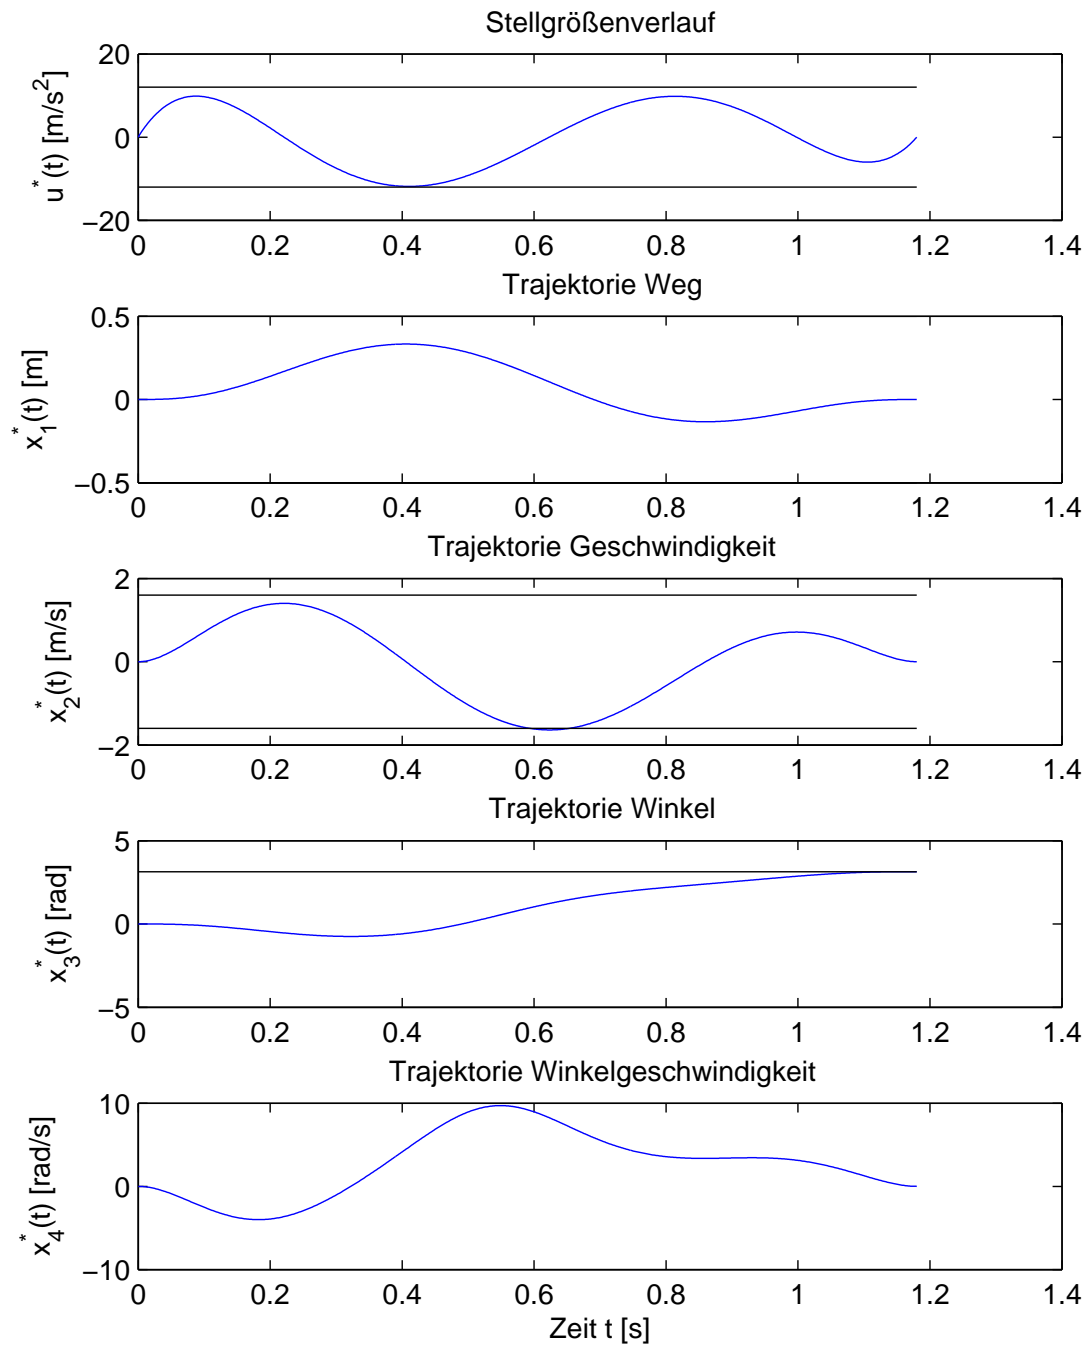 Stellgrößenverlauf
u*(t) [m/s²]
20
0
−20
0 0.2 0.4 0.6 0.8 1 1.2 1.4
Trajektorie Weg
x₁*(t) [m]
0.5
0
−0.5
0 0.2 0.4 0.6 0.8 1 1.2 1.4
Trajektorie Geschwindigkeit
x₂*(t) [m/s]
2
0
−2
0 0.2 0.4 0.6 0.8 1 1.2 1.4
Trajektorie Winkel
x₃*(t) [rad]
5
0
−5
0 0.2 0.4 0.6 0.8 1 1.2 1.4
Trajektorie Winkelgeschwindigkeit
x₄*(t) [rad/s]
10
0
−10
0 0.2 0.4 0.6 0.8 1 1.2 1.4
Zeit t [s]